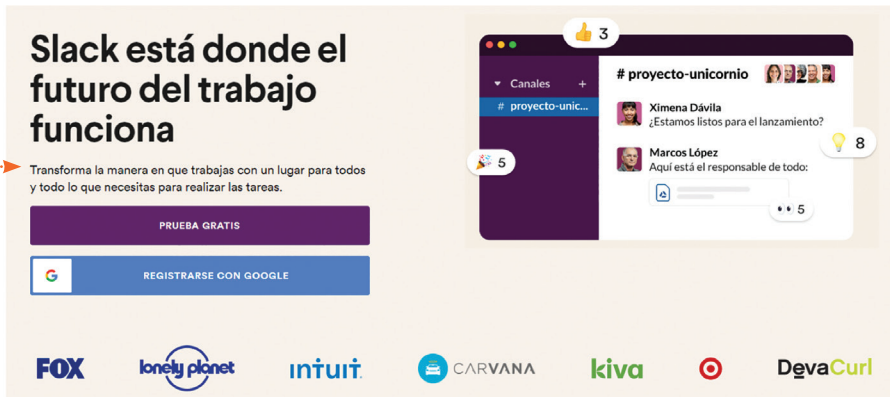 Slack está donde el
futuro del trabajo
funciona
Transforma la manera en que trabajas con un lugar para todos
y todo lo que necesitas para realizar las tareas.
PRUEBA GRATIS
G REGISTRARSE CON GOOGLE
👍 3
Canales +
# proyecto-unic...
# proyecto-unicornio
Ximena Dávila
¿Estamos listos para el lanzamiento?
💡 8
🎉 5
Marcos López
Aquí está el responsable de todo:
👀 5
FOX lonely planet intuit. CARVANA kiva DevaCurl